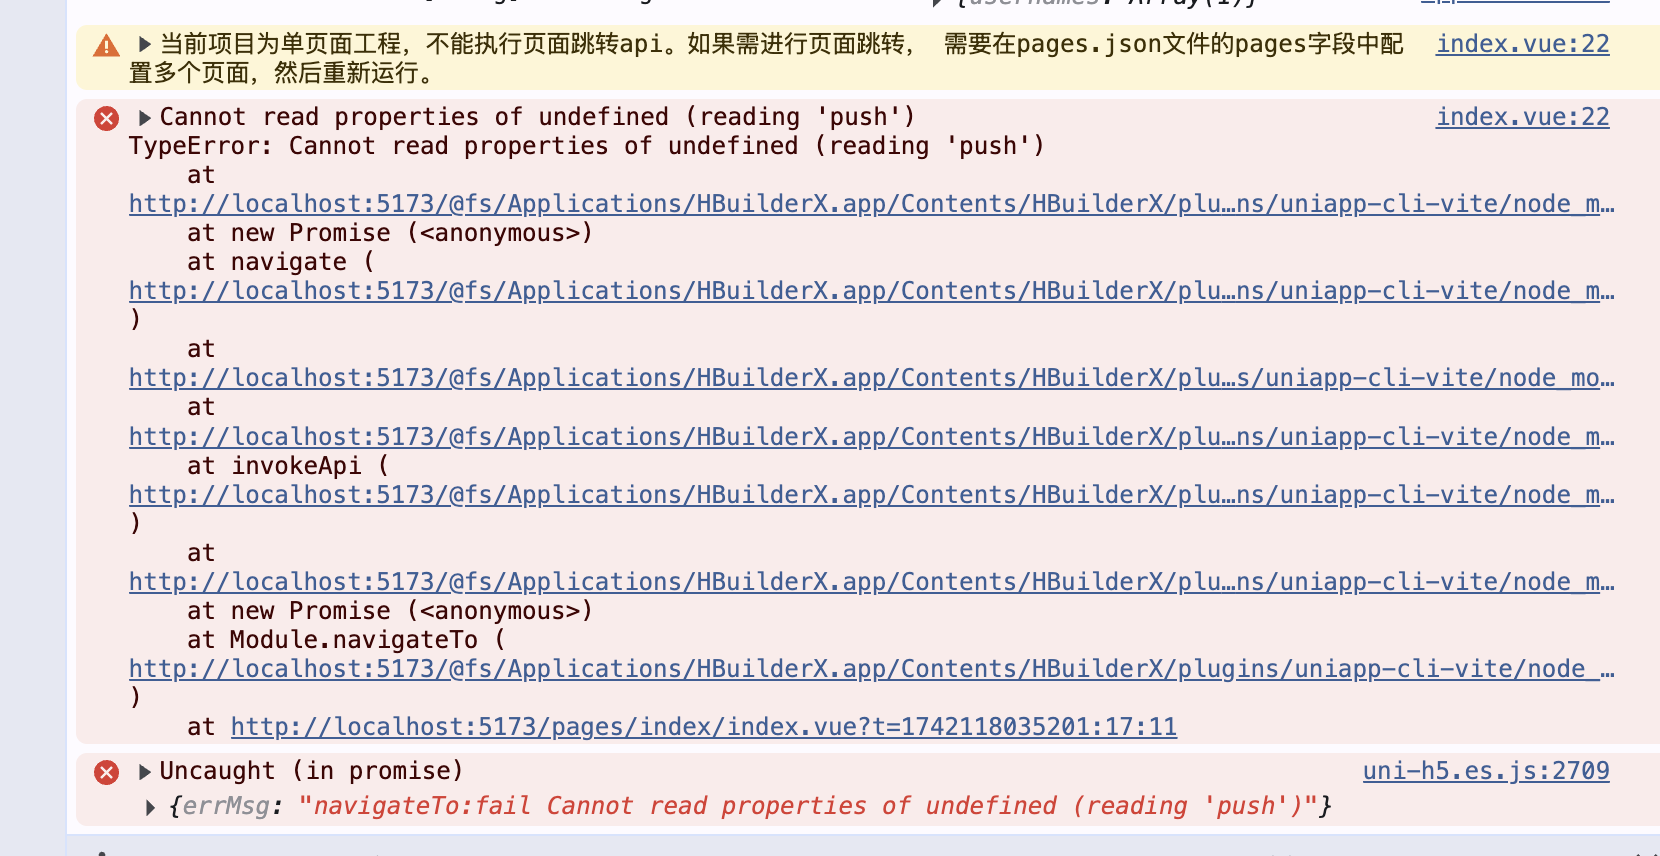 当前项目为单页面工程，不能执行页面跳转api。如果需进行页面跳转， 需要在pages.json文件的pages字段中配 index.vue:22
置多个页面，然后重新运行。
Cannot read properties of undefined (reading 'push') index.vue:22
TypeError: Cannot read properties of undefined (reading 'push')
at
http://localhost:5173/@fs/Applications/HBuilderX.app/Contents/HBuilderX/plu…ns/uniapp-cli-vite/node_m…
at new Promise (<anonymous>)
at navigate (
http://localhost:5173/@fs/Applications/HBuilderX.app/Contents/HBuilderX/plu…ns/uniapp-cli-vite/node_m…
)
at
http://localhost:5173/@fs/Applications/HBuilderX.app/Contents/HBuilderX/plu…s/uniapp-cli-vite/node_mo…
at
http://localhost:5173/@fs/Applications/HBuilderX.app/Contents/HBuilderX/plu…ns/uniapp-cli-vite/node_m…
at invokeApi (
http://localhost:5173/@fs/Applications/HBuilderX.app/Contents/HBuilderX/plu…ns/uniapp-cli-vite/node_m…
)
at
http://localhost:5173/@fs/Applications/HBuilderX.app/Contents/HBuilderX/plu…ns/uniapp-cli-vite/node_m…
at new Promise (<anonymous>)
at Module.navigateTo (
http://localhost:5173/@fs/Applications/HBuilderX.app/Contents/HBuilderX/plugins/uniapp-cli-vite/node_…
)
at http://localhost:5173/pages/index/index.vue?t=1742118035201:17:11
Uncaught (in promise) uni-h5.es.js:2709
{errMsg: "navigateTo:fail Cannot read properties of undefined (reading 'push')"}